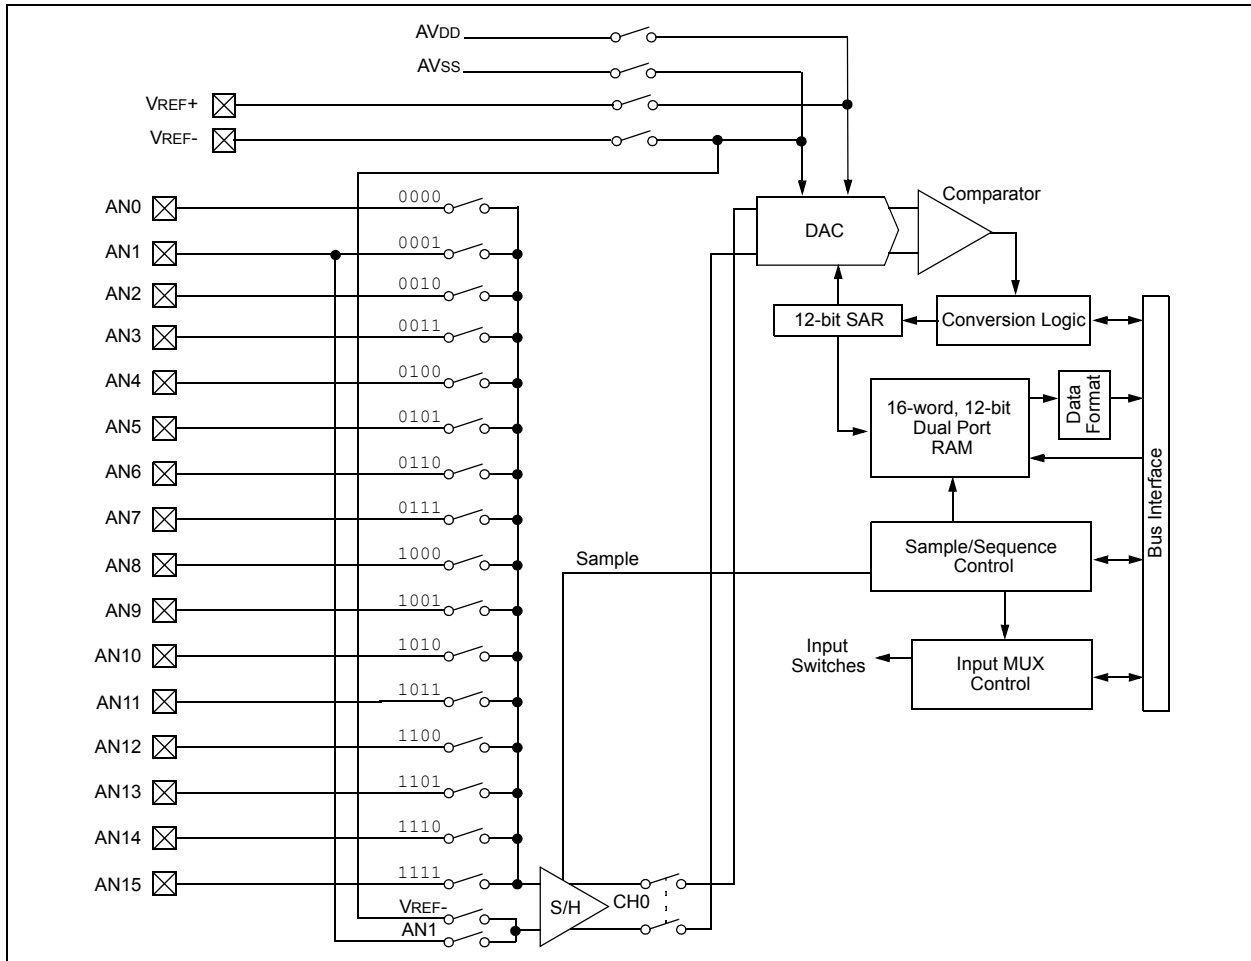 AVDD
AVSS
VREF+
VREF-
AN0
0000
AN1
0001
AN2
0010
AN3
0011
AN4
0100
AN5
0101
AN6
0110
AN7
0111
AN8
1000
AN9
1001
AN10
1010
AN11
1011
AN12
1100
AN13
1101
AN14
1110
AN15
1111
VREF-
AN1
S/H
CH0
Sample
DAC
Comparator
12-bit SAR
Conversion Logic
16-word, 12-bit
Dual Port
RAM
Data
Format
Sample/Sequence
Control
Input
Switches
Input MUX
Control
Bus Interface